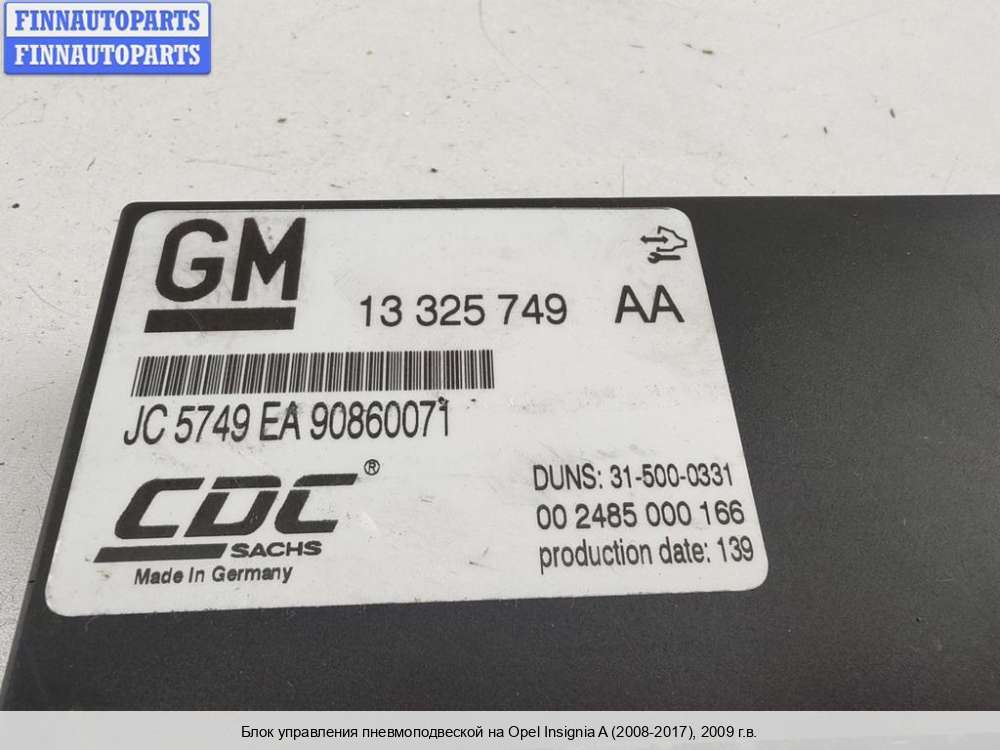 FINNAUTOPARTS
FINNAUTOPARTS
GM
13 325 749 AA
JC 5749 EA 90860071
CDC®
SACHS
Made In Germany
DUNS: 31-500-0331
00 2485 000 166
production date: 139
Блок управления пневмоподвеской на Opel Insignia A (2008-2017), 2009 г.в.